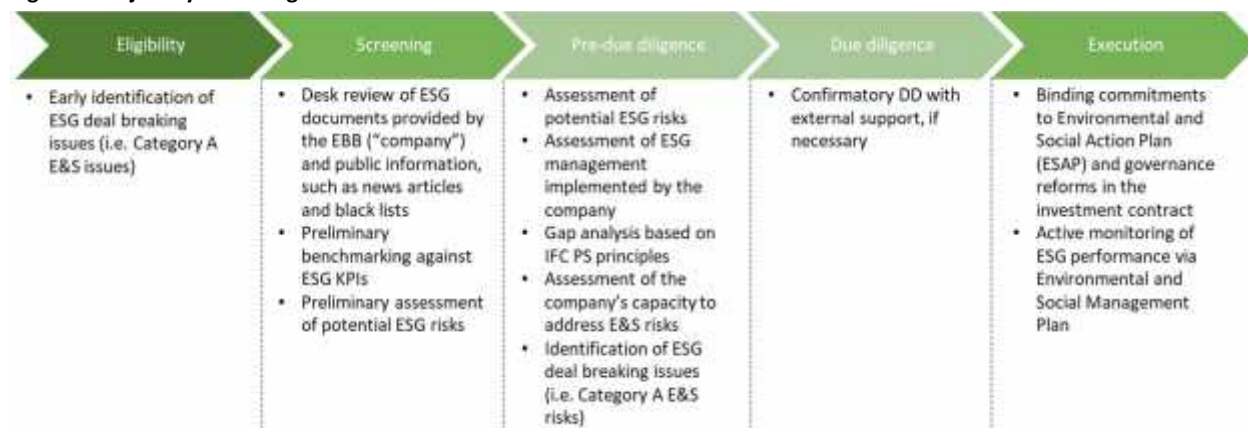 Eligibility
Screening
Pre-due diligence
Due diligence
Execution
• Early identification of
ESG deal breaking
issues (i.e. Category A
E&S issues)
• Desk review of ESG
documents provided by
the EBB ("company")
and public information,
such as news articles
and black lists
• Preliminary
benchmarking against
ESG KPIs
• Preliminary assessment
of potential ESG risks
• Assessment of
potential ESG risks
• Assessment of ESG
management
implemented by the
company
• Gap analysis based on
IFC PS principles
• Assessment of the
company's capacity to
address E&S risks
• Identification of ESG
deal breaking issues
(i.e. Category A E&S
risks)
• Confirmatory DD with
external support, if
necessary
• Binding commitments
to Environmental and
Social Action Plan
(ESAP) and governance
reforms in the
investment contract
• Active monitoring of
ESG performance via
Environmental and
Social Management
Plan